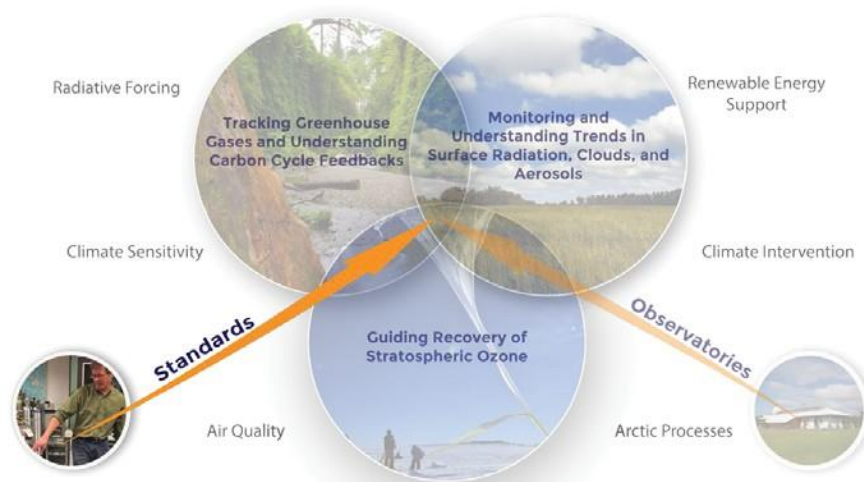 Radiative Forcing
Tracking Greenhouse
Gases and Understanding
Carbon Cycle Feedbacks
Monitoring and
Understanding Trends in
Surface Radiation, Clouds, and
Aerosols
Renewable Energy
Support
Climate Sensitivity
Climate Intervention
Standards
Observatories
Guiding Recovery of
Stratospheric Ozone
Air Quality
Arctic Processes